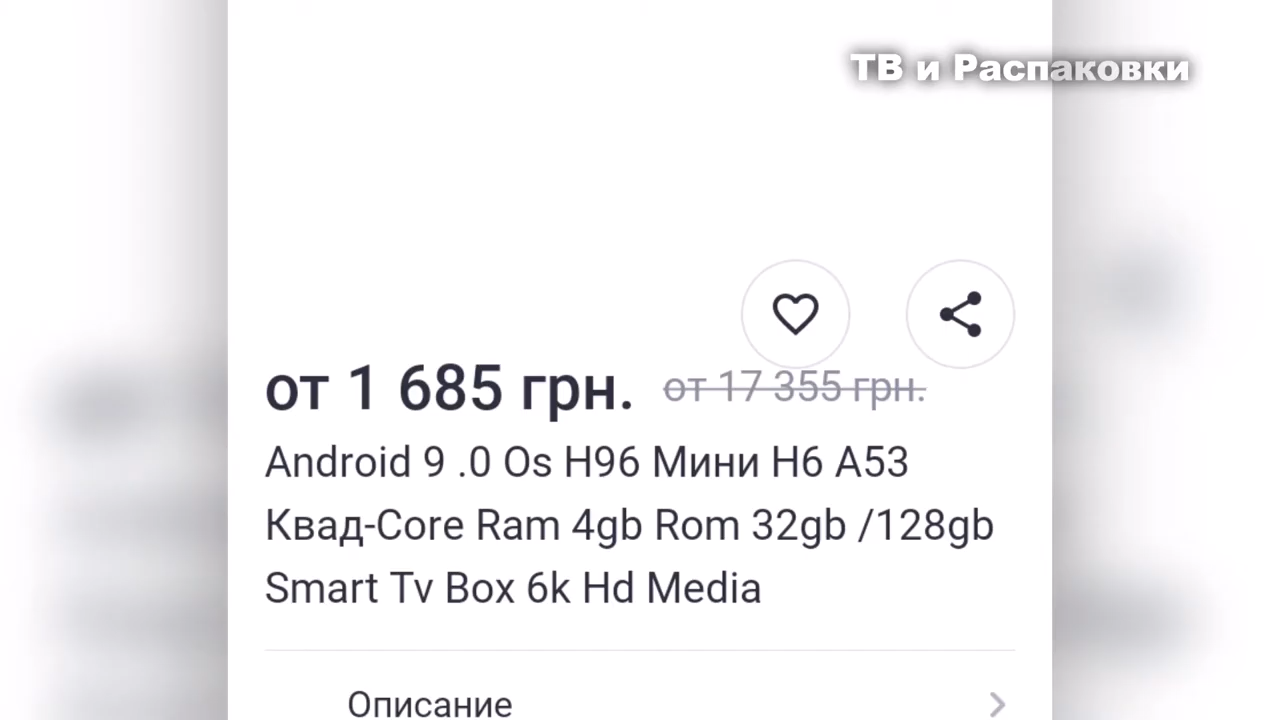 ТВ и Распаковки
от 1 685 грн. от 17 355 грн.
Android 9 .0 Os H96 Мини H6 A53
Квад-Core Ram 4gb Rom 32gb /128gb
Smart Tv Box 6k Hd Media
Описание